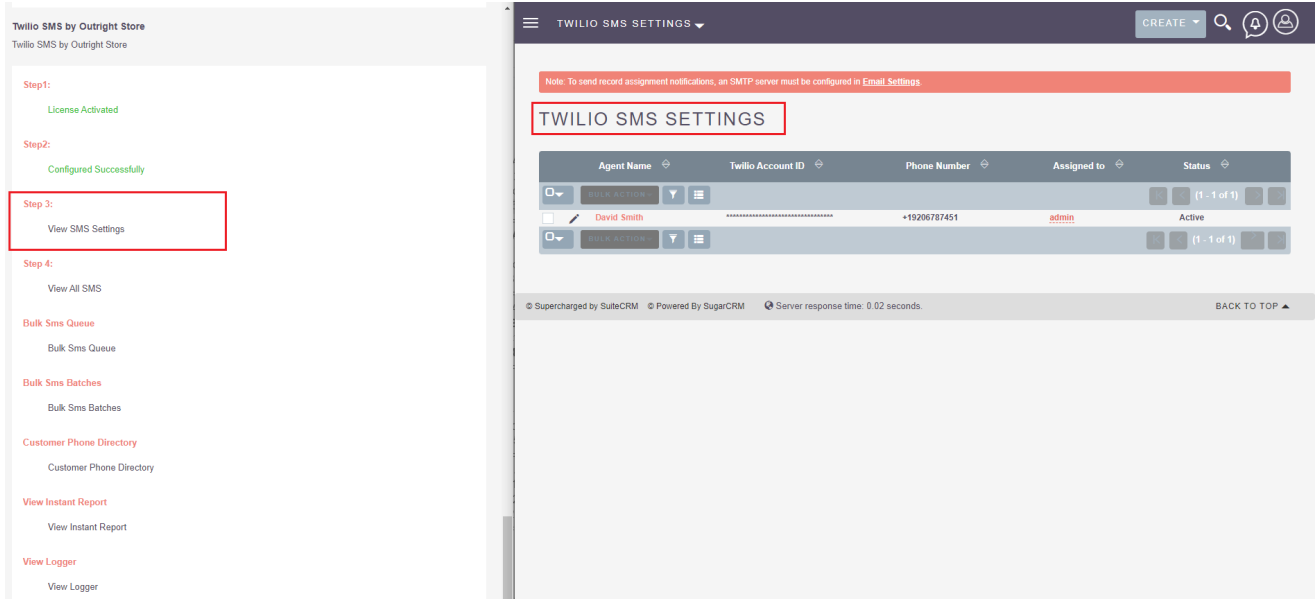 Twilio SMS by Outright Store
Twilio SMS by Outright Store
Step1:
License Activated
Step2:
Configured Successfully
Step 3:
View SMS Settings
Step 4:
View All SMS
Bulk Sms Queue
Bulk Sms Queue
Bulk Sms Batches
Bulk Sms Batches
Customer Phone Directory
Customer Phone Directory
View Instant Report
View Instant Report
View Logger
View Logger
TWILIO SMS SETTINGS
CREATE
Note: To send record assignment notifications, an SMTP server must be configured in Email Settings.
TWILIO SMS SETTINGS
Agent Name Twilio Account ID Phone Number Assigned to Status
BULK ACTION (1 - 1 of 1)
David Smith ********************************** +19206787451 admin Active
BULK ACTION (1 - 1 of 1)
© Supercharged by SuiteCRM © Powered By SugarCRM Server response time: 0.02 seconds. BACK TO TOP